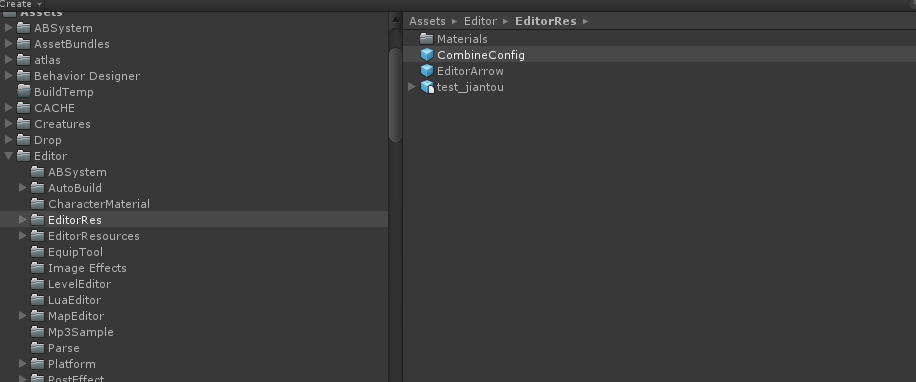 Create
Assets
ABSystem
AssetBundles
atlas
Behavior Designer
BuildTemp
CACHE
Creatures
Drop
Editor
ABSystem
AutoBuild
CharacterMaterial
EditorRes
EditorResources
EquipTool
Image Effects
LevelEditor
LuaEditor
MapEditor
Mp3Sample
Parse
Platform
PostEffect
Assets Editor EditorRes
Materials
CombineConfig
EditorArrow
test_jiantou